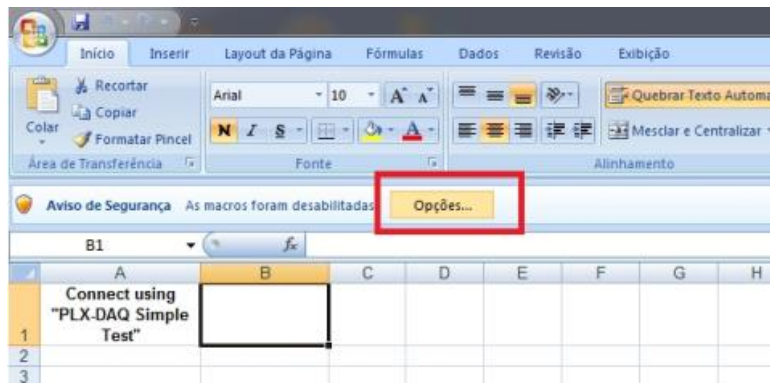 Início Inserir Layout da Página Fórmulas Dados Revisão Exibição
Recortar
Copiar
Colar
Formatar Pincel
Arial 10 A A
N I S A
Quebrar Texto Automa
Mesclar e Centralizar
Área de Transferência Fonte Alinhamento
Aviso de Segurança As macros foram desabilitadas Opções...
B1 fx
A B C D E F G H
Connect using
"PLX-DAQ Simple
Test"
1
2
3